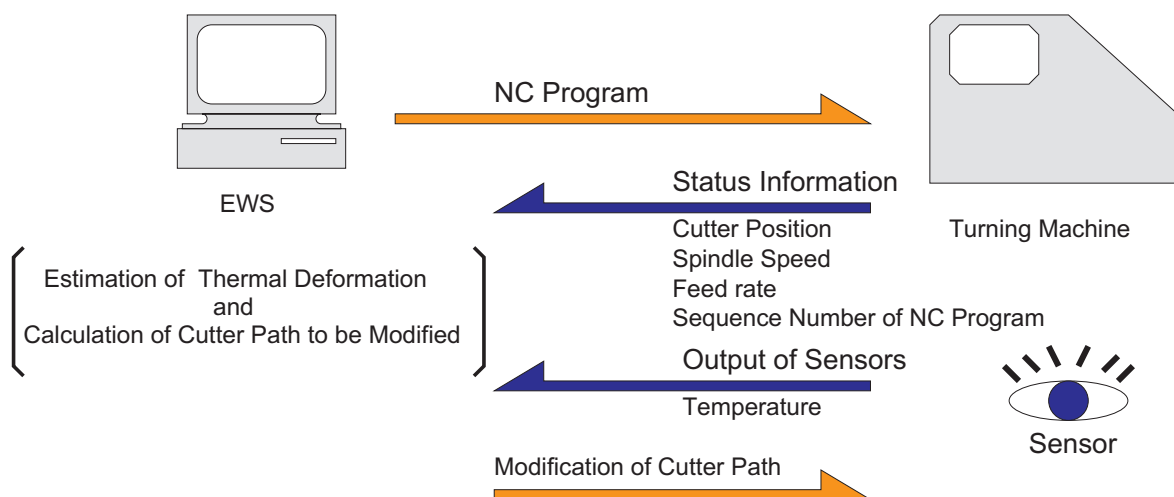 NC Program
EWS
Status Information
Cutter Position
Spindle Speed
Feed rate
Sequence Number of NC Program
Turning Machine
Estimation of Thermal Deformation
and
Calculation of Cutter Path to be Modified
Output of Sensors
Temperature
Sensor
Modification of Cutter Path